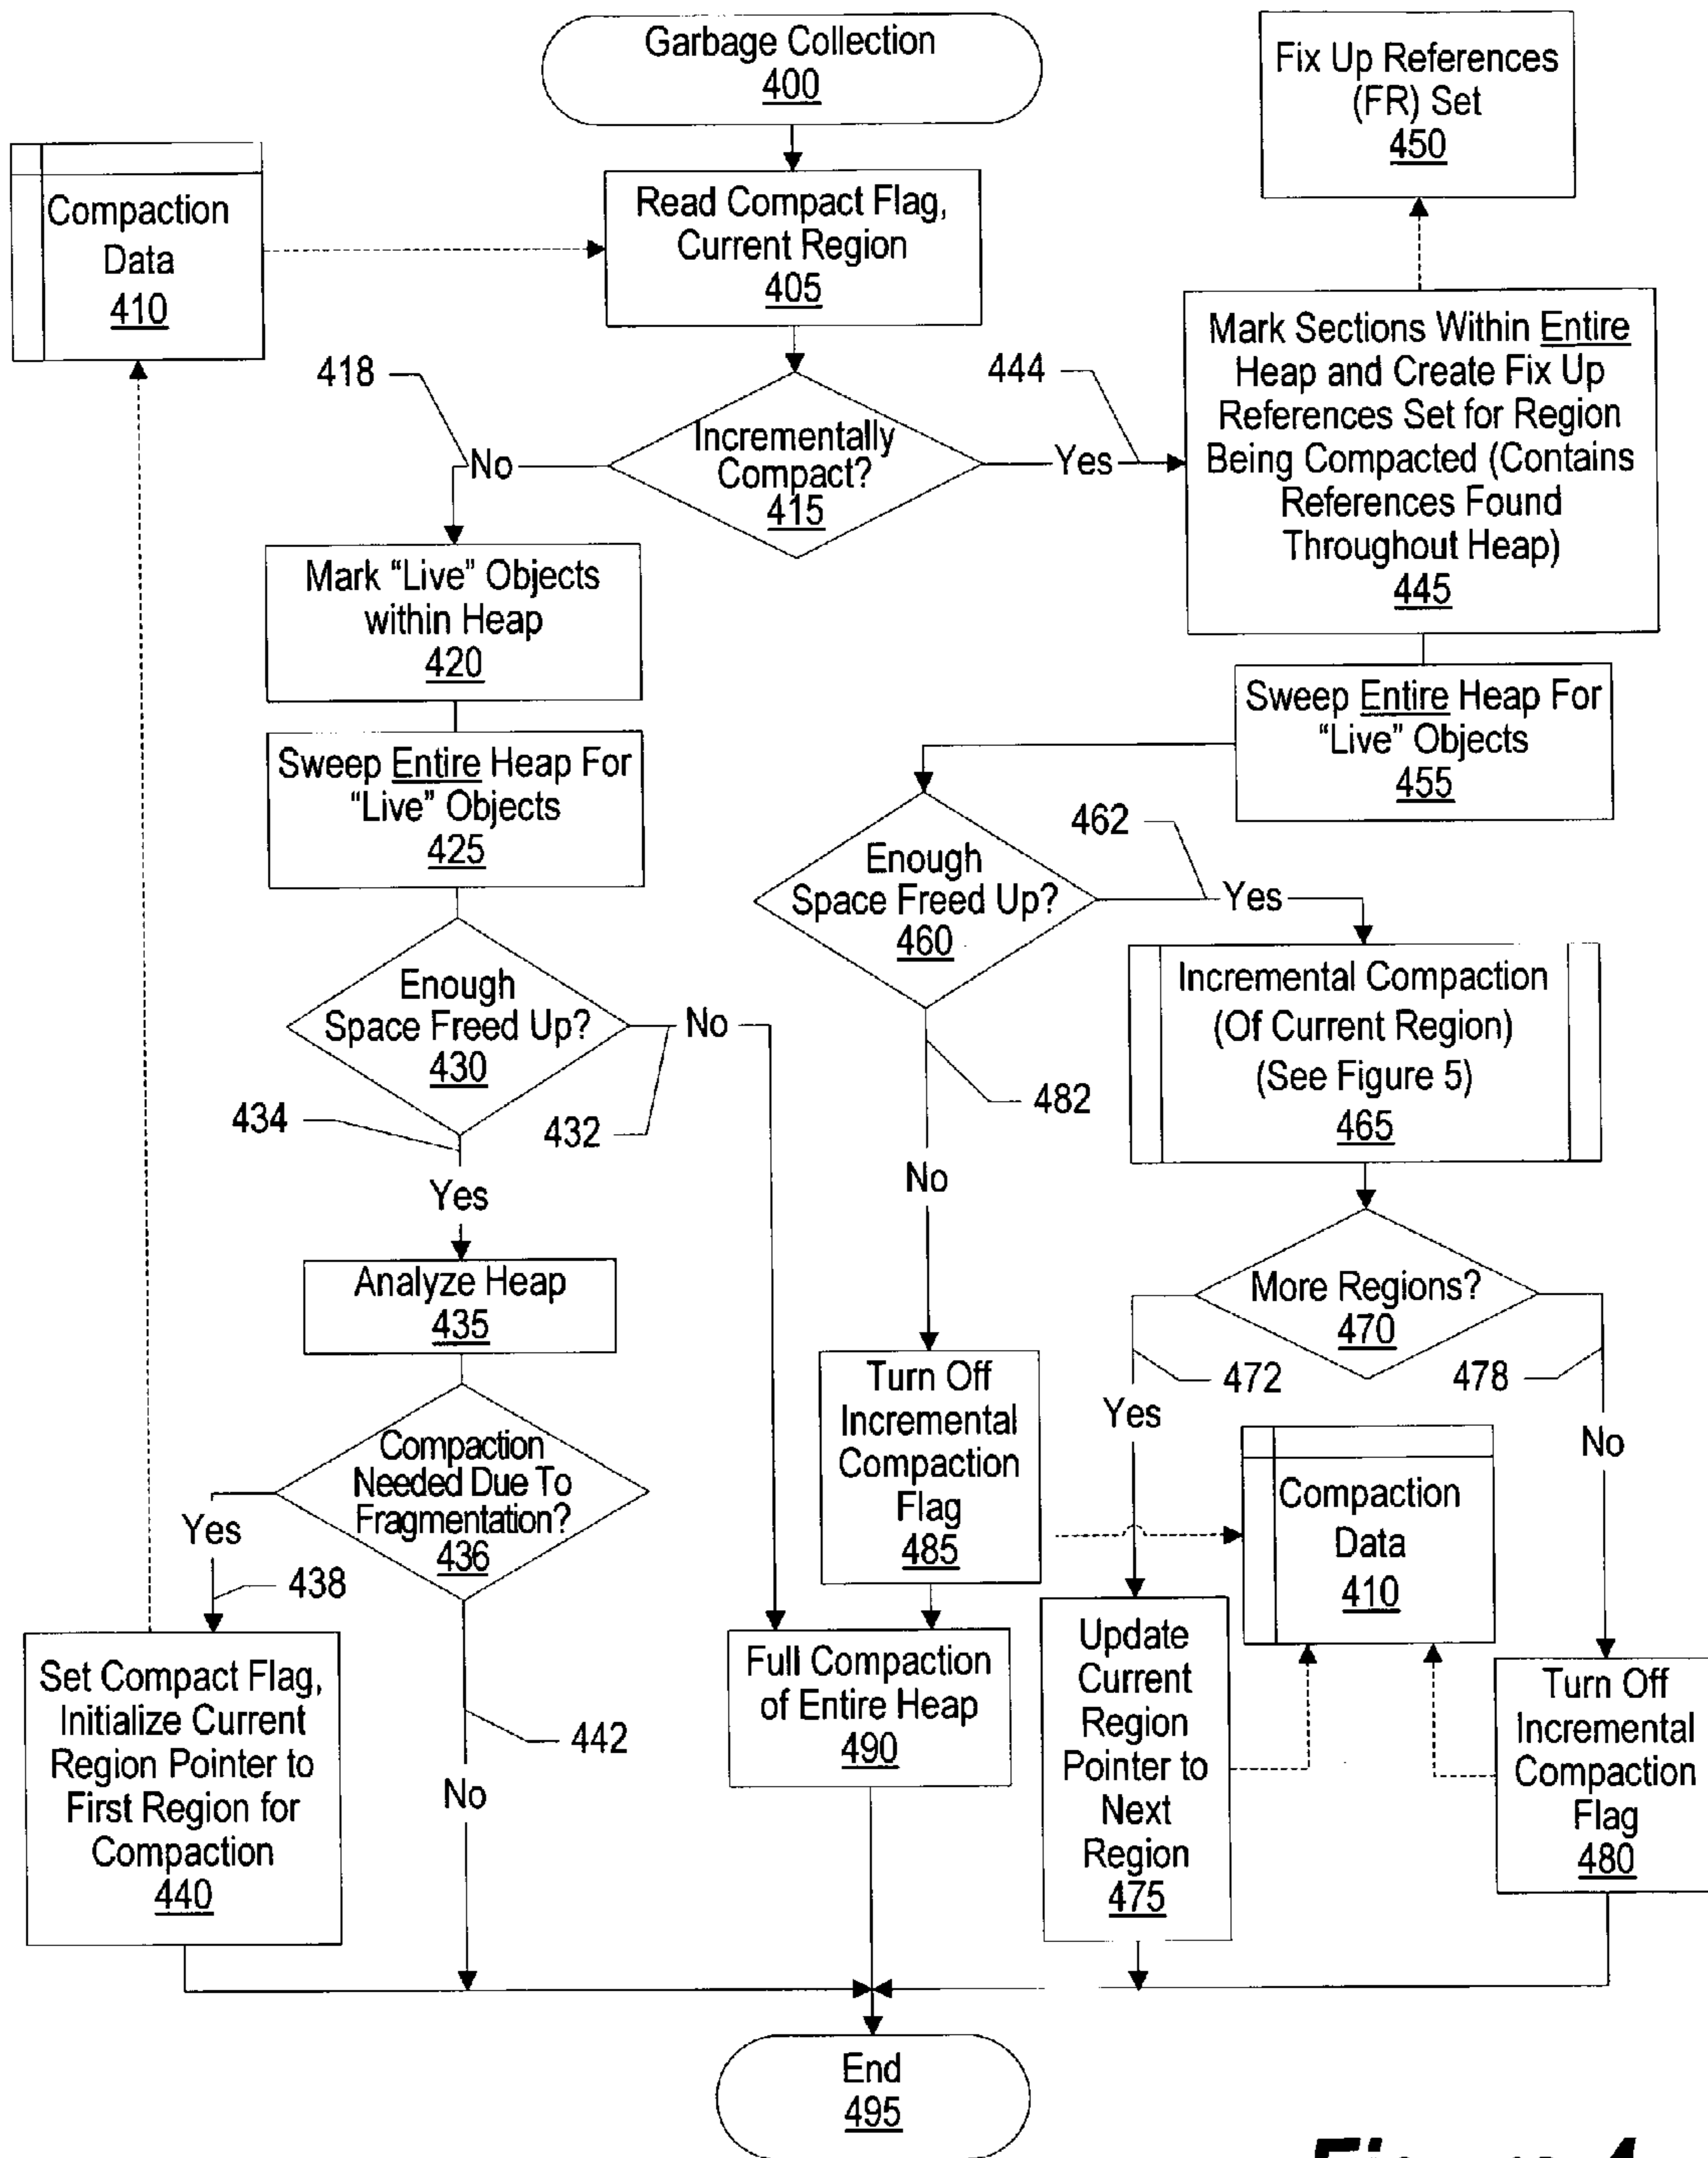 Garbage Collection
400
Fix Up References
(FR) Set
450
Compaction
Data
410
Read Compact Flag,
Current Region
405
418
444
Mark Sections Within Entire
Heap and Create Fix Up
References Set for Region
Being Compacted (Contains
References Found
Throughout Heap)
445
Incrementally
Compact?
415
No
Yes
Mark “Live” Objects
within Heap
420
Sweep Entire Heap For
“Live” Objects
425
Sweep Entire Heap For
“Live” Objects
455
462
Enough
Space Freed Up?
460
Yes
Enough
Space Freed Up?
430
No
434
432
Yes
482
No
Incremental Compaction
(Of Current Region)
(See Figure 5)
465
Analyze Heap
435
More Regions?
470
472
478
Yes
No
Compaction
Needed Due To
Fragmentation?
436
Yes
438
442
No
Turn Off
Incremental
Compaction
Flag
485
Compaction
Data
410
Set Compact Flag,
Initialize Current
Region Pointer to
First Region for
Compaction
440
Full Compaction
of Entire Heap
490
Update
Current
Region
Pointer to
Next
Region
475
Turn Off
Incremental
Compaction
Flag
480
End
495